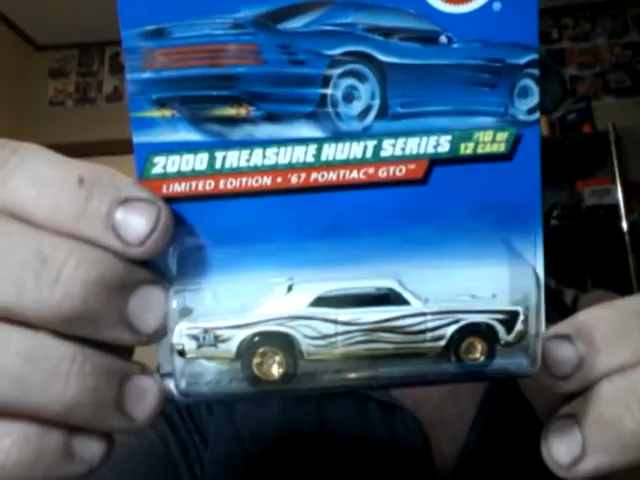 ®
2000 TREASURE HUNT SERIES #10 OF
12 CARS
LIMITED EDITION • '67 PONTIAC® GTO™